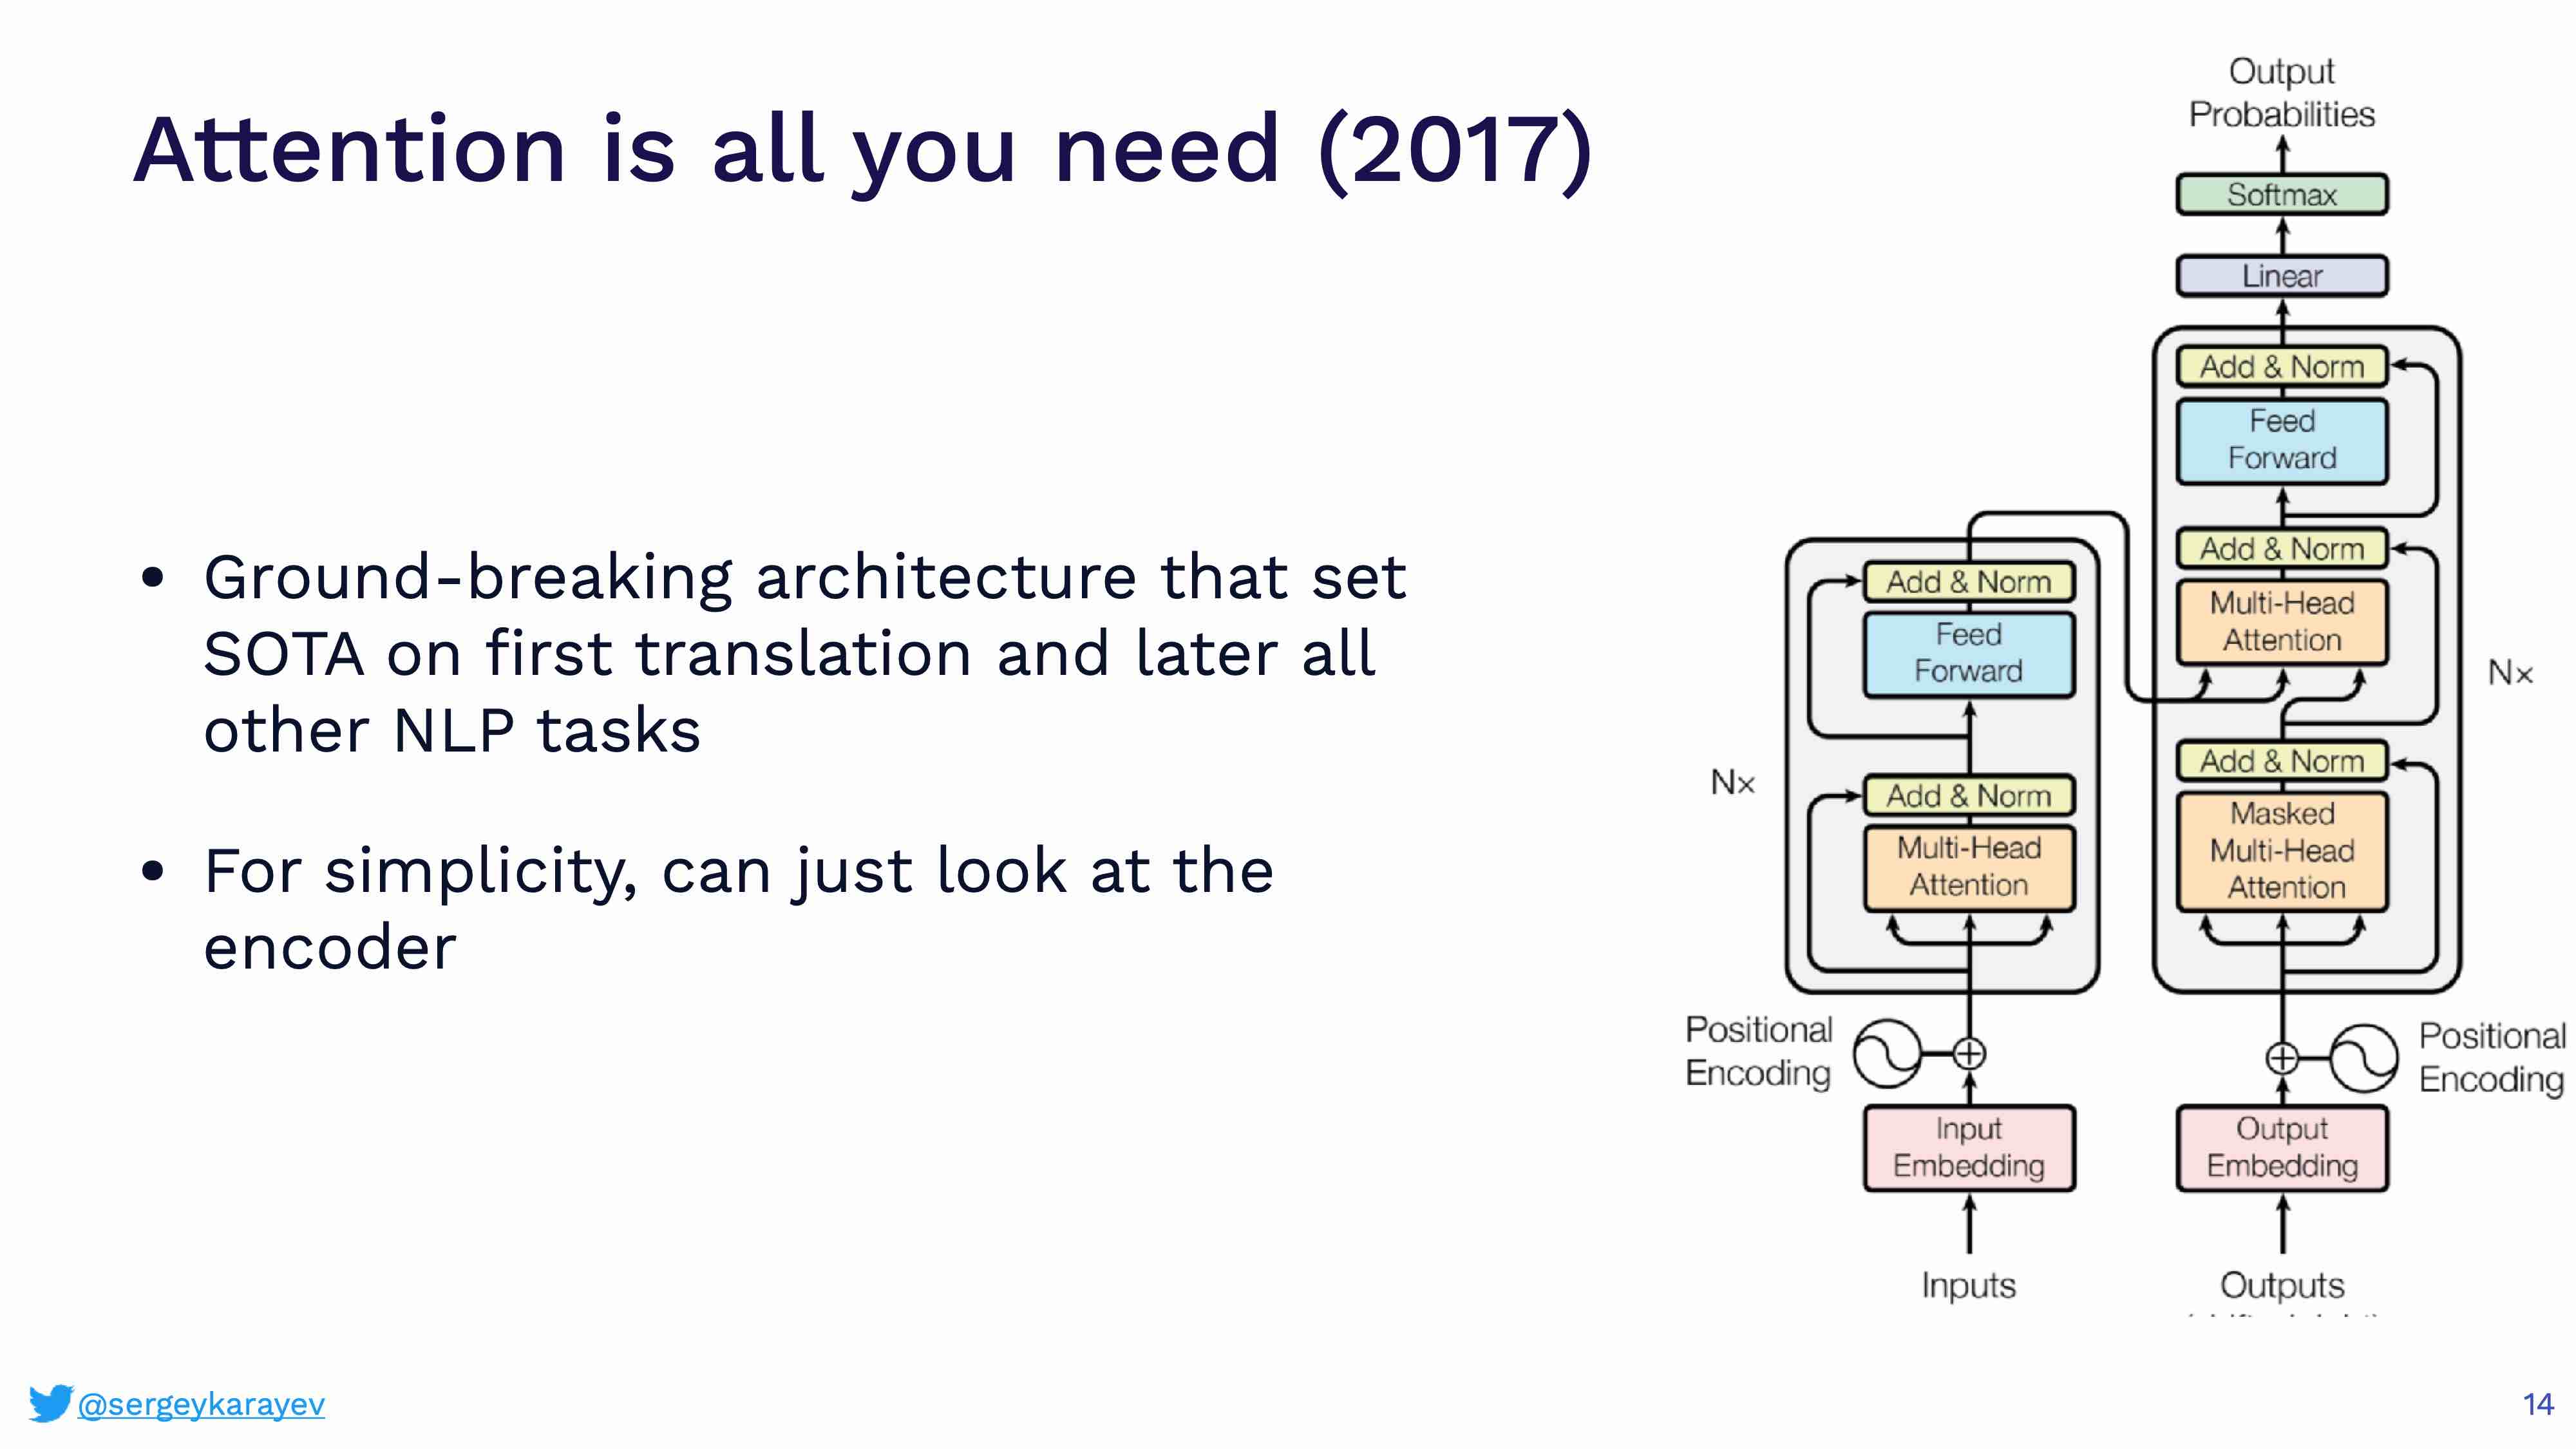 Attention is all you need (2017)
• Ground-breaking architecture that set
SOTA on first translation and later all
other NLP tasks
• For simplicity, can just look at the
encoder
Output
Probabilities
Softmax
Linear
Add & Norm
Feed
Forward
Add & Norm
Multi-Head
Attention
Nx
Add & Norm
Masked
Multi-Head
Attention
Add & Norm
Feed
Forward
Nx
Add & Norm
Multi-Head
Attention
Positional
Encoding
Positional
Encoding
Input
Embedding
Output
Embedding
Inputs
Outputs
@sergeykarayev
14